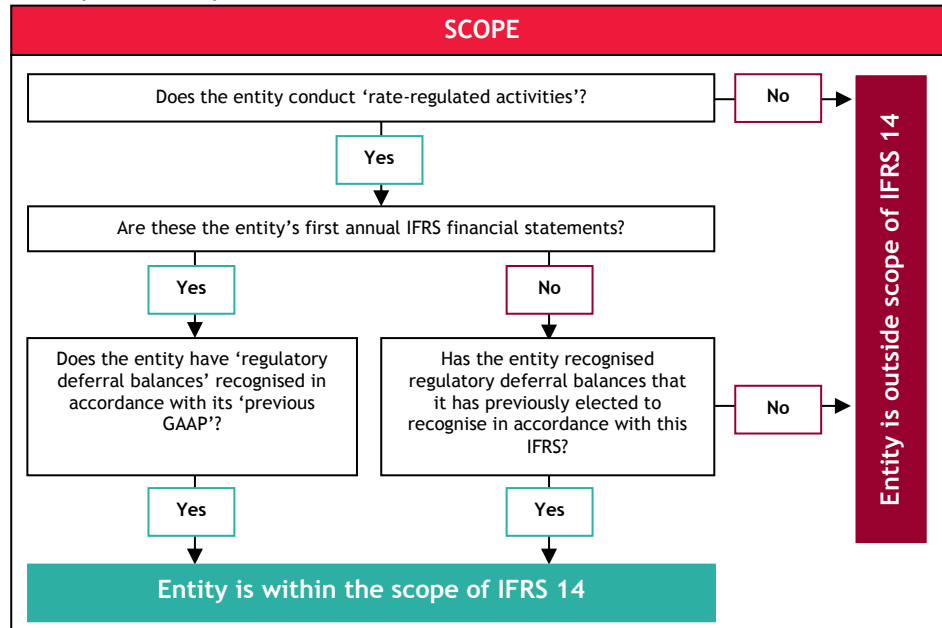 SCOPE
Does the entity conduct ‘rate-regulated activities’?
No
Yes
Are these the entity’s first annual IFRS financial statements?
Yes
No
Does the entity have ‘regulatory
deferral balances’ recognised in
accordance with its ‘previous
GAAP’?
Has the entity recognised
regulatory deferral balances that
it has previously elected to
recognise in accordance with this
IFRS?
No
Yes
Yes
Entity is within the scope of IFRS 14
Entity is outside scope of IFRS 14